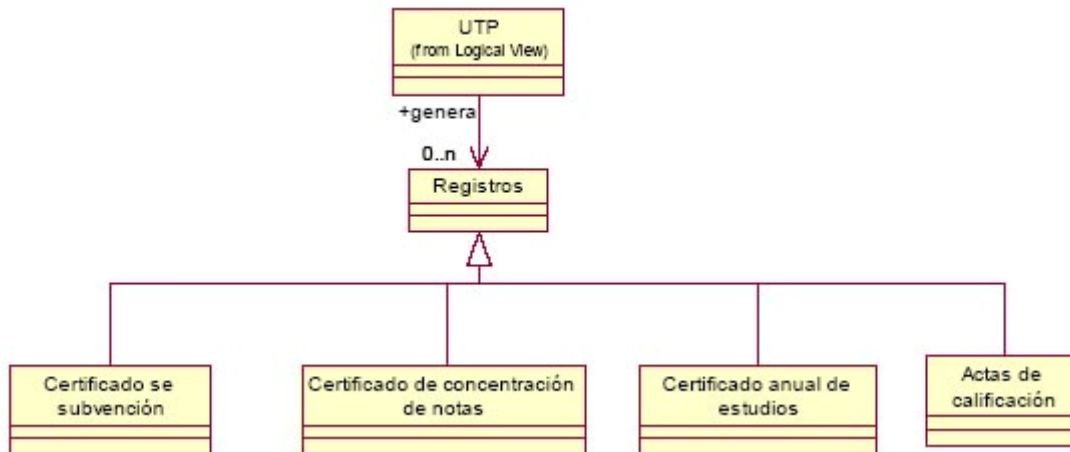 UTP
(from Logical View)
+genera
0..n
Registros
Certificado se
subvención
Certificado de concentración
de notas
Certificado anual de
estudios
Actas de
calificación